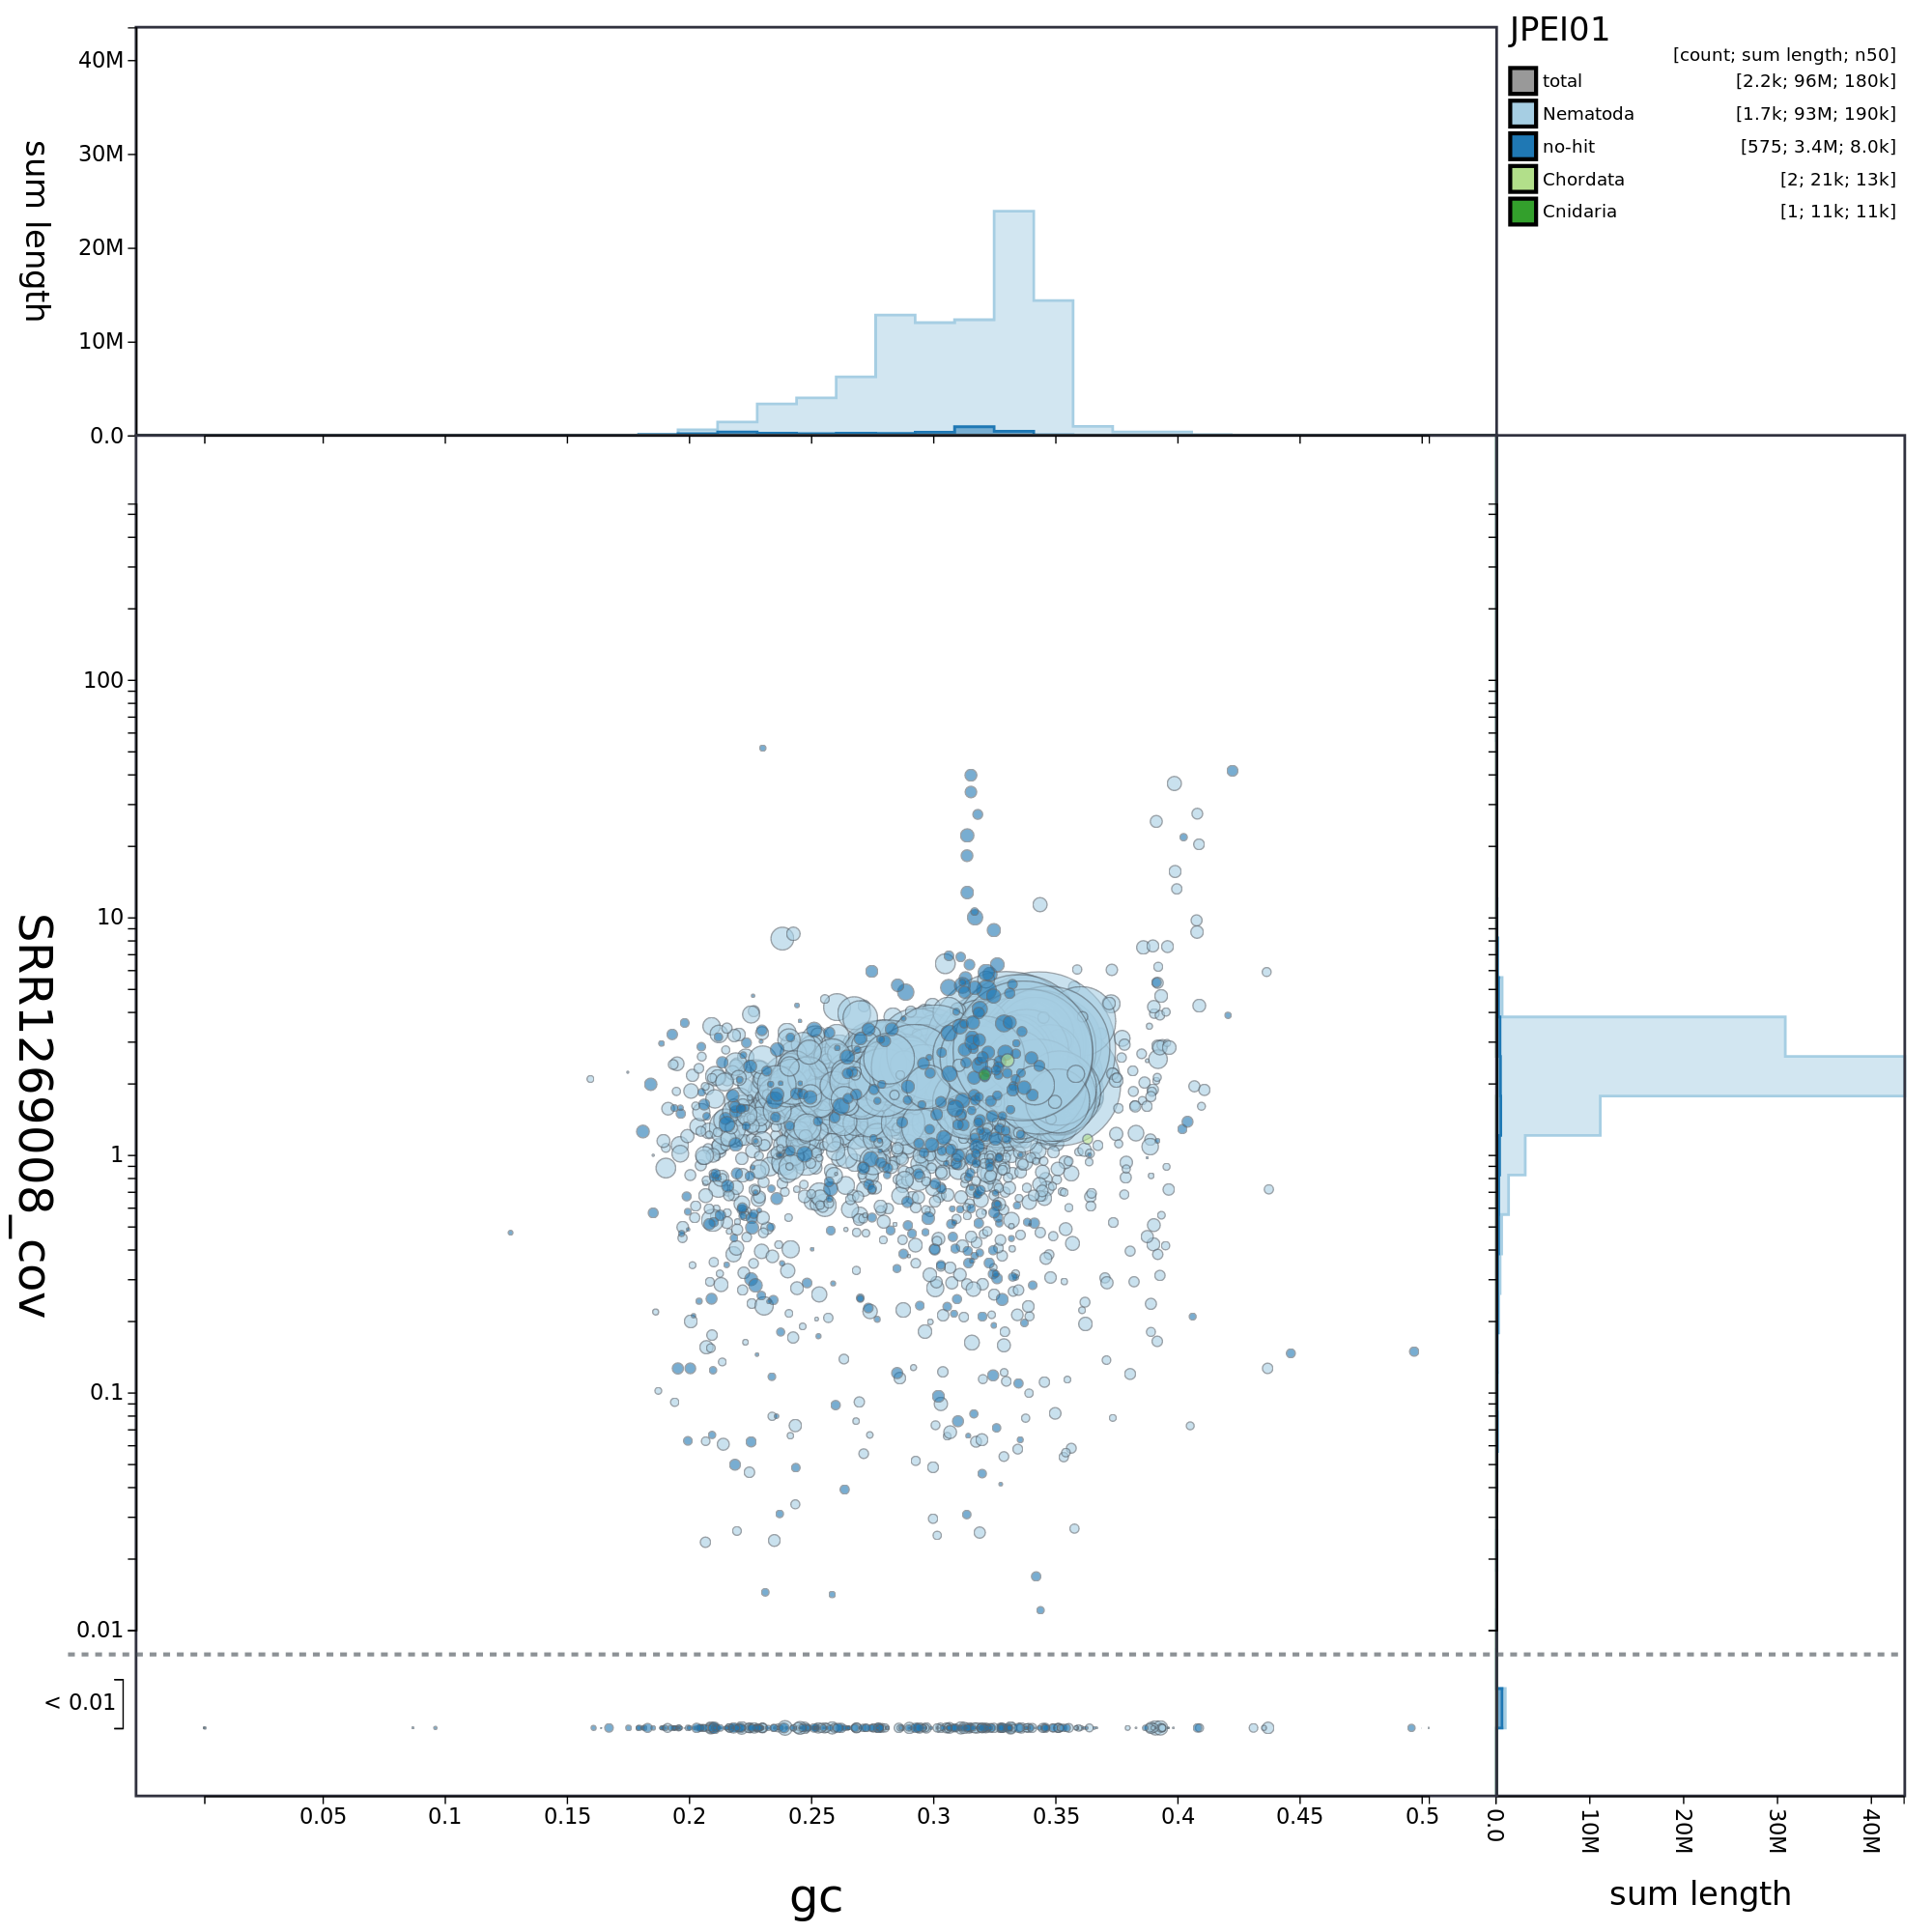 JPEI01
[count; sum length; n50]
total [2.2k; 96M; 180k]
Nematoda [1.7k; 93M; 190k]
no-hit [575; 3.4M; 8.0k]
Chordata [2; 21k; 13k]
Cnidaria [1; 11k; 11k]
sum length
40M
30M
20M
10M
0.0
SRR1269008_cov
100
10
1
0.1
0.01
< 0.01
0.05 0.1 0.15 0.2 0.25 0.3 0.35 0.4 0.45 0.5
gc
0.0 10M 20M 30M 40M
sum length